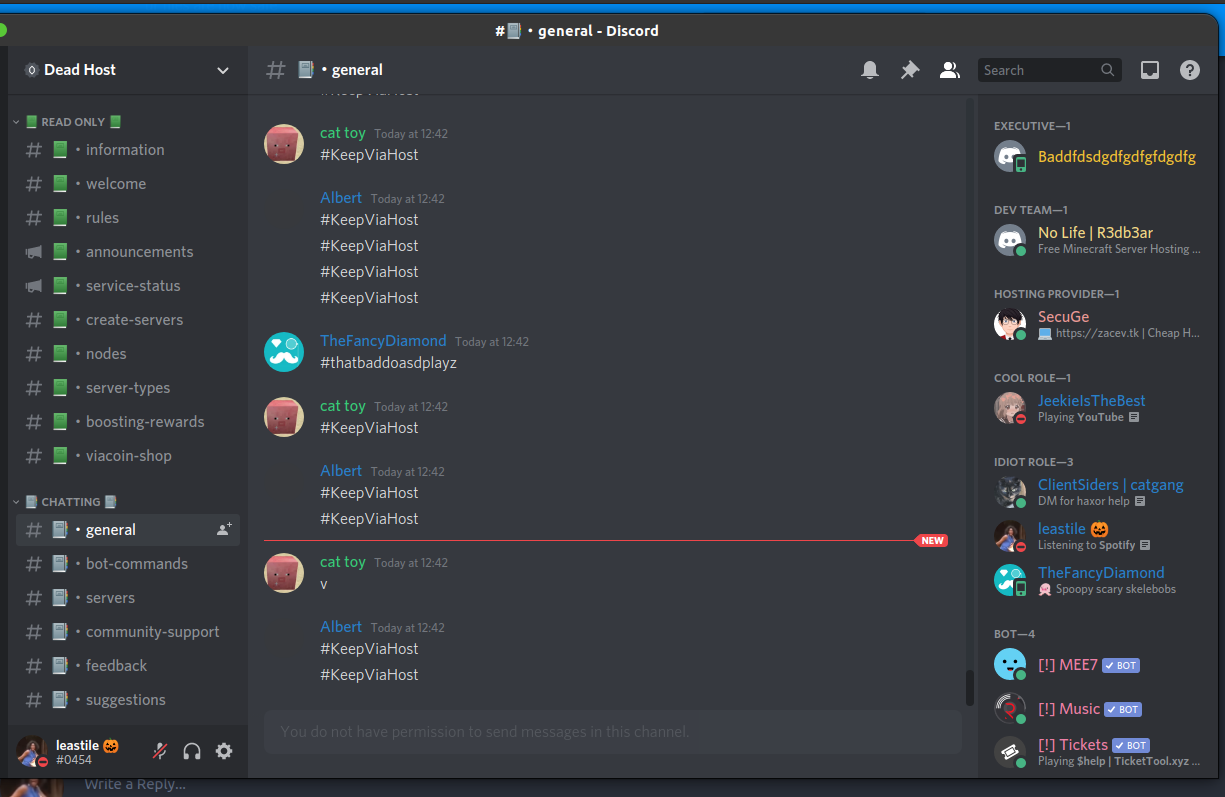 #📓 • general - Discord
Dead Host
# 📓 • general
Search
READ ONLY
• information
• welcome
• rules
• announcements
• service-status
• create-servers
• nodes
• server-types
• boosting-rewards
• viacoin-shop
CHATTING
• general
• bot-commands
• servers
• community-support
• feedback
• suggestions
leastile 🎃
#0454
#KeepViaHost
cat toy Today at 12:42
#KeepViaHost
Albert Today at 12:42
#KeepViaHost
#KeepViaHost
#KeepViaHost
#KeepViaHost
TheFancyDiamond Today at 12:42
#thatbaddoasdplayz
cat toy Today at 12:42
#KeepViaHost
Albert Today at 12:42
#KeepViaHost
#KeepViaHost
NEW
cat toy Today at 12:42
v
Albert Today at 12:42
#KeepViaHost
#KeepViaHost
You do not have permission to send messages in this channel.
EXECUTIVE—1
Baddfdsdgdfgdfgfdgdfg
DEV TEAM—1
No Life | R3db3ar
Free Minecraft Server Hosting ...
HOSTING PROVIDER—1
SecuGe
💻 https://zacev.tk | Cheap H...
COOL ROLE—1
JeekieIsTheBest
Playing YouTube
IDIOT ROLE—3
ClientSiders | catgang
DM for haxor help
leastile 🎃
Listening to Spotify
TheFancyDiamond
Spoopy scary skelebobs
BOT—4
[!] MEE7 ✓ BOT
[!] Music ✓ BOT
[!] Tickets ✓ BOT
Playing $help | TicketTool.xyz ...
Write a Reply...